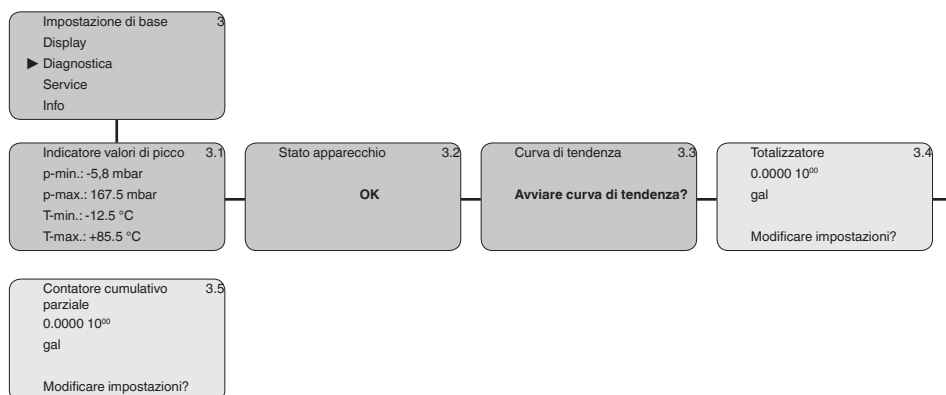 Impostazione di base 3
Display
▶ Diagnostica
Service
Info
Indicatore valori di picco 3.1
p-min.: -5,8 mbar
p-max.: 167.5 mbar
T-min.: -12.5 °C
T-max.: +85.5 °C
Stato apparecchio 3.2
OK
Curva di tendenza 3.3
Avviare curva di tendenza?
Totalizzatore 3.4
0.0000 10⁰⁰
gal
Modificare impostazioni?
Contatore cumulativo 3.5
parziale
0.0000 10⁰⁰
gal
Modificare impostazioni?